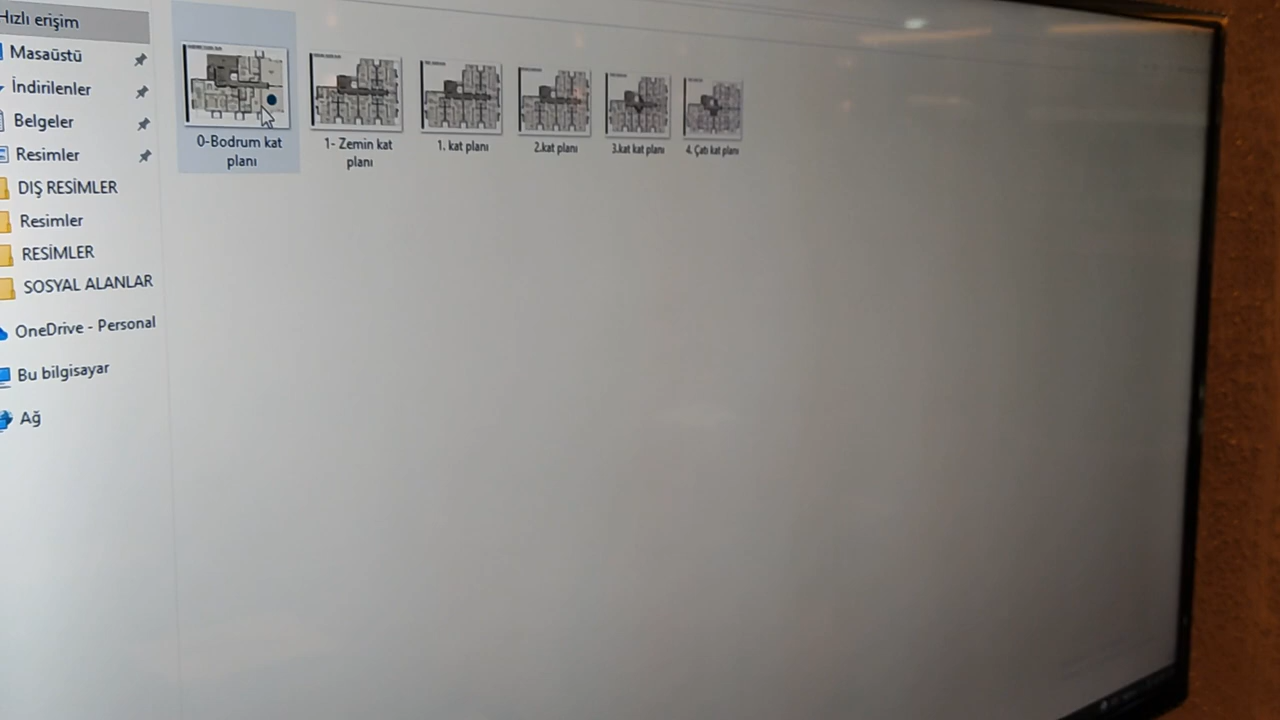 Hızlı erişim
Masaüstü
İndirilenler
Belgeler
Resimler
DIŞ RESİMLER
Resimler
RESİMLER
SOSYAL ALANLAR
OneDrive - Personal
Bu bilgisayar
Ağ
0-Bodrum kat
planı
1- Zemin kat
planı
1. kat planı
2.kat planı
3.kat kat planı
4. Çatı kat planı